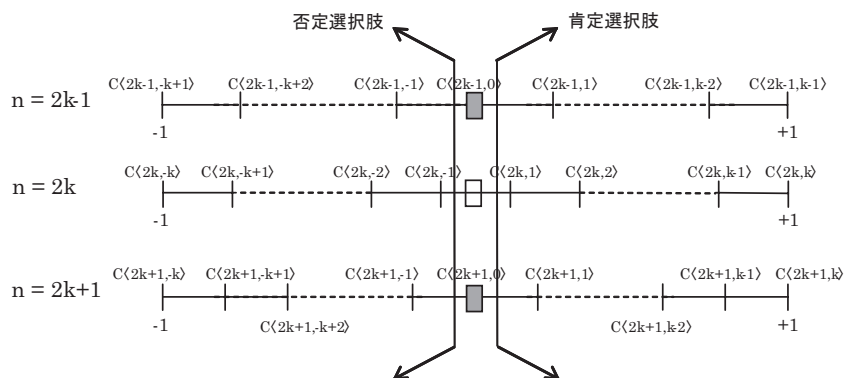 否定選択肢 肯定選択肢
C⟨2k-1,-k+1⟩ C⟨2k-1,-k+2⟩ C⟨2k-1,-1⟩ C⟨2k-1,0⟩ C⟨2k-1,1⟩ C⟨2k-1,k-2⟩ C⟨2k-1,k-1⟩
n = 2k-1
-1 +1
C⟨2k,-k⟩ C⟨2k,-k+1⟩ C⟨2k,-2⟩ C⟨2k,-1⟩ C⟨2k,1⟩ C⟨2k,2⟩ C⟨2k,k-1⟩ C⟨2k,k⟩
n = 2k
-1 +1
C⟨2k+1,-k⟩ C⟨2k+1,-k+1⟩ C⟨2k+1,-1⟩ C⟨2k+1,0⟩ C⟨2k+1,1⟩ C⟨2k+1,k-1⟩ C⟨2k+1,k⟩
n = 2k+1
-1 C⟨2k+1,-k+2⟩ C⟨2k+1,k-2⟩ +1